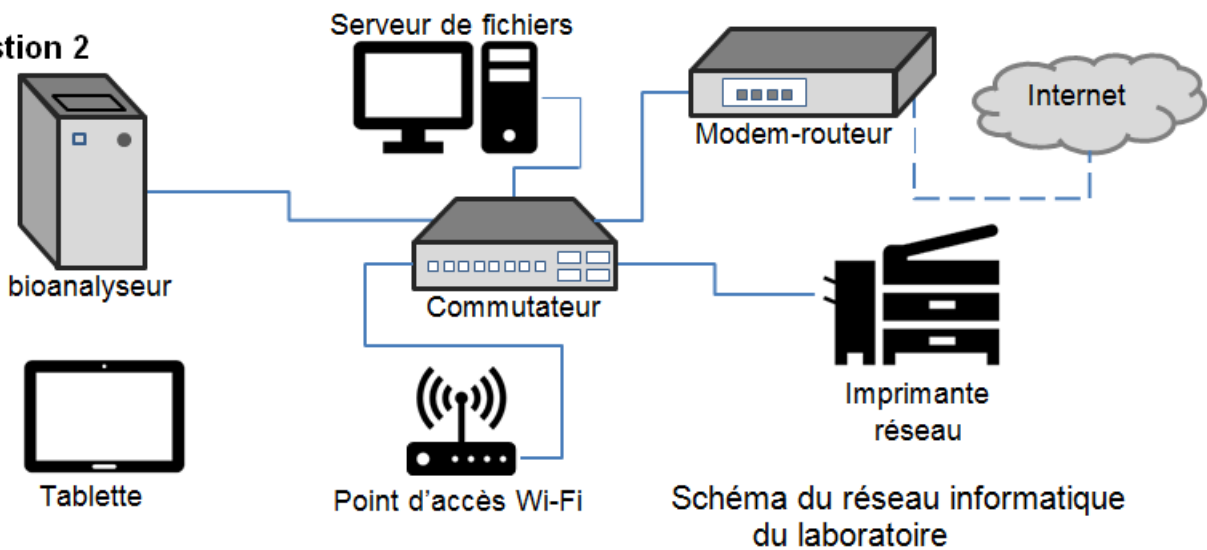 stion 2
Serveur de fichiers
Internet
Modem-routeur
bioanalyseur
Commutateur
Imprimante
réseau
Tablette
Point d'accès Wi-Fi
Schéma du réseau informatique
du laboratoire